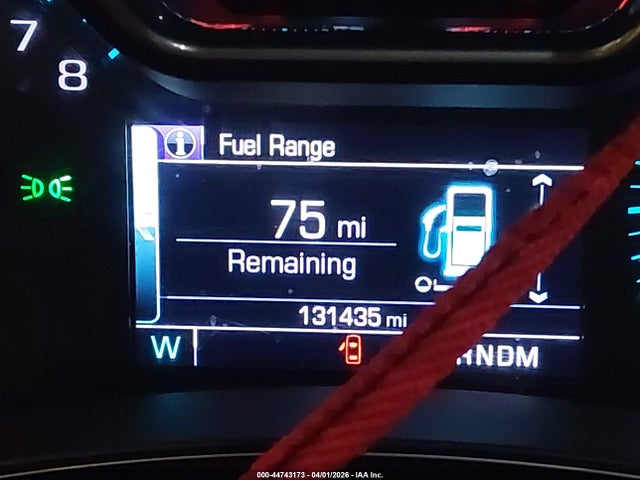 7
8
i Fuel Range
75 mi
Remaining
131435 mi
W
RNDM
000-44743173 - 04/01/2026 - IAA Inc.